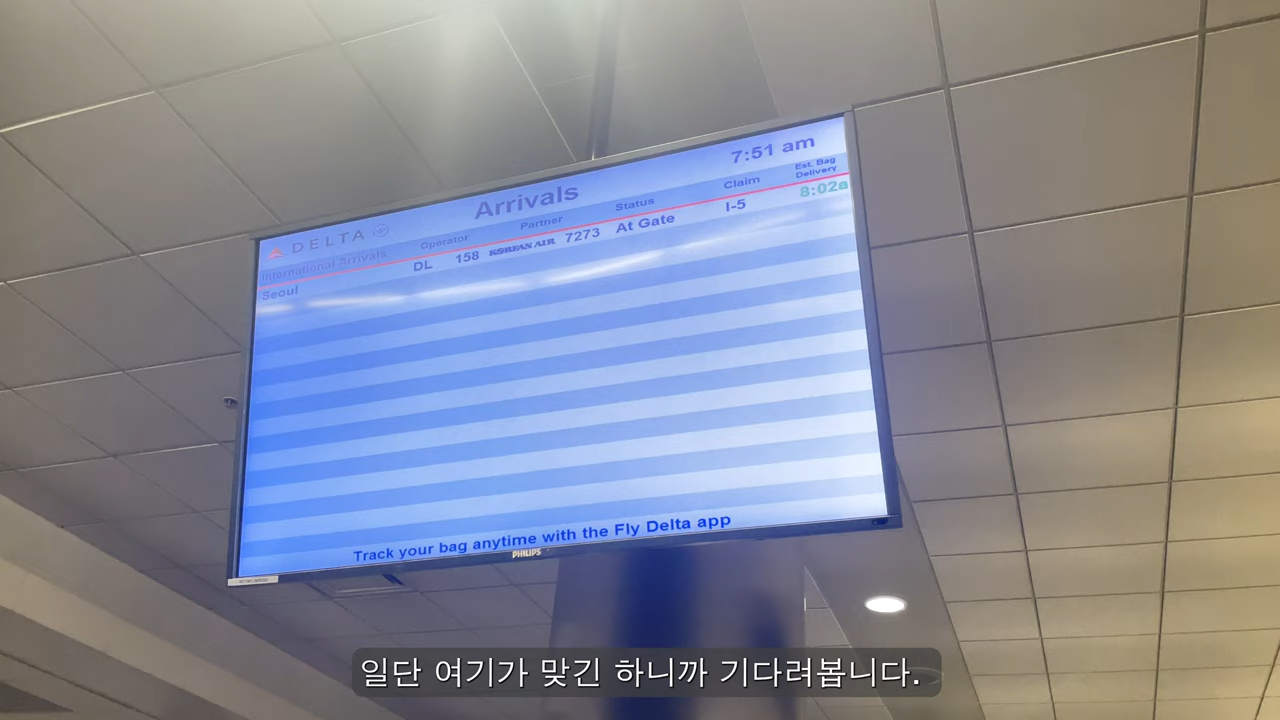 7:51 am
Arrivals
DELTA
International Arrivals Operator Partner Status Claim Est. Bag Delivery
Seoul DL 158 KOREAN AIR 7273 At Gate I-5 8:02a
Track your bag anytime with the Fly Delta app
PHILIPS
일단 여기가 맞긴 하니까 기다려봅니다.